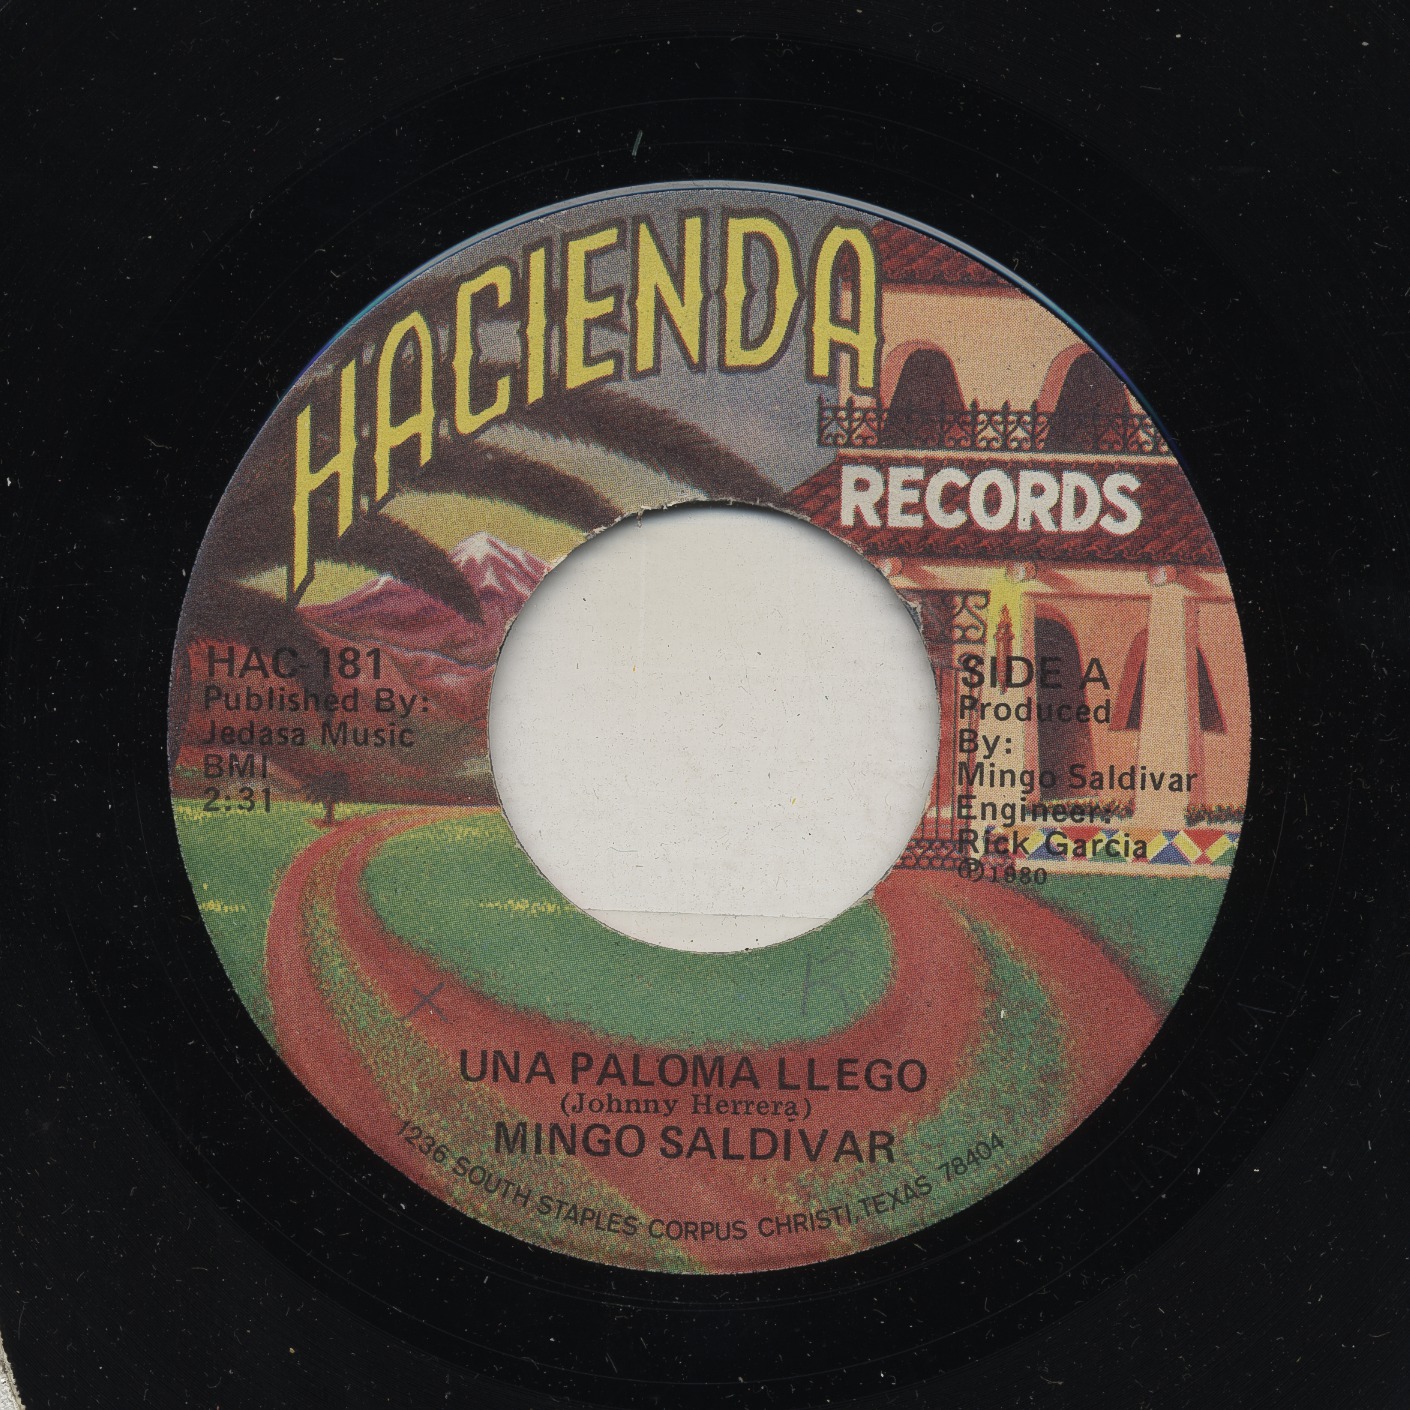 HACIENDA
RECORDS
HAC-181
Published By:
Jedasa Music
BMI
2:31
SIDE A
Produced
By:
Mingo Saldivar
Engineer:
Rick Garcia
℗1980
UNA PALOMA LLEGO
(Johnny Herrera)
MINGO SALDIVAR
1236 SOUTH STAPLES CORPUS CHRISTI, TEXAS 78404